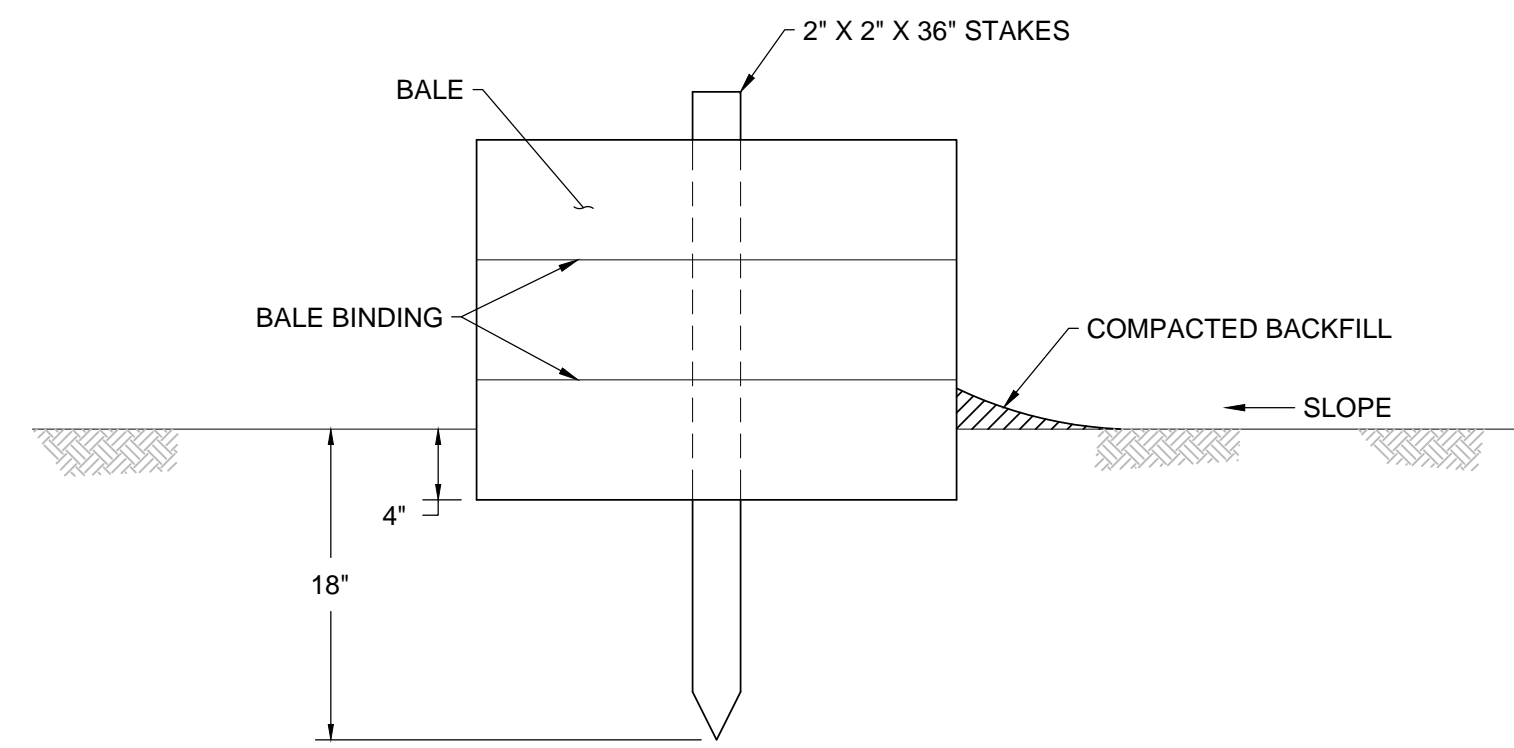 2" X 2" X 36" STAKES
BALE
BALE BINDING
COMPACTED BACKFILL
SLOPE
4"
18"